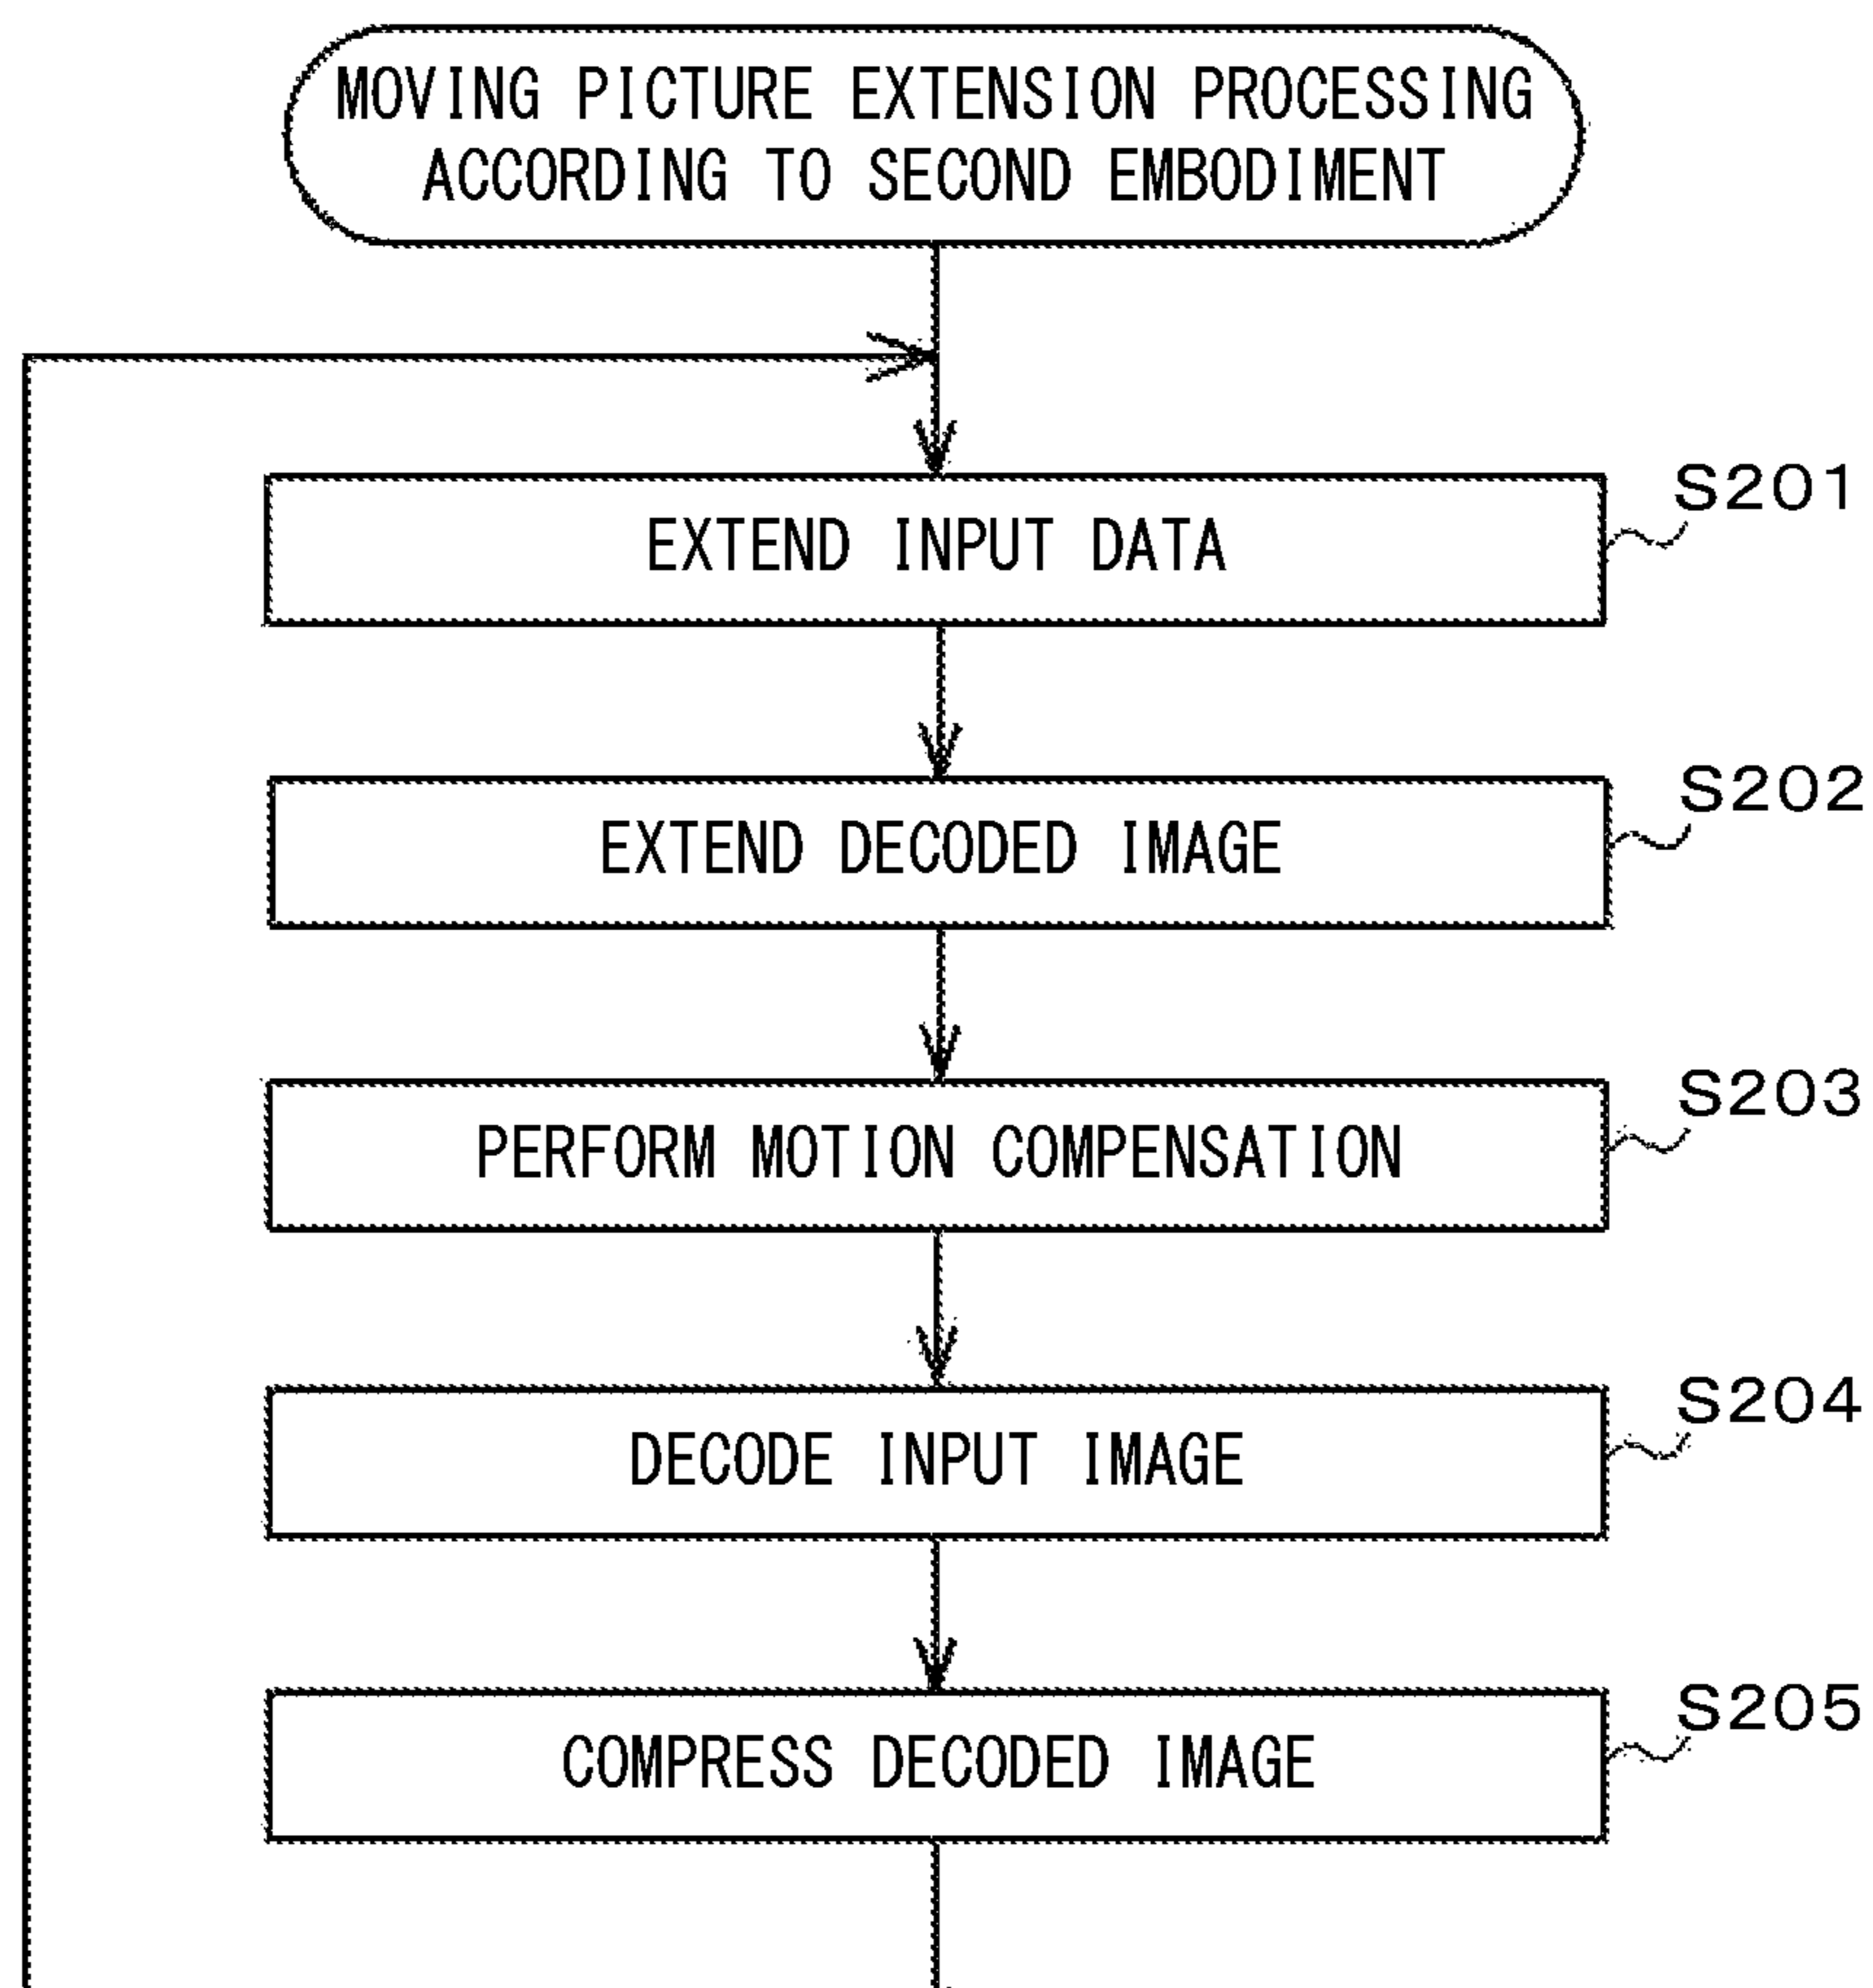 MOVING PICTURE EXTENSION PROCESSING
ACCORDING TO SECOND EMBODIMENT
S201
EXTEND INPUT DATA
S202
EXTEND DECODED IMAGE
S203
PERFORM MOTION COMPENSATION
S204
DECODE INPUT IMAGE
S205
COMPRESS DECODED IMAGE